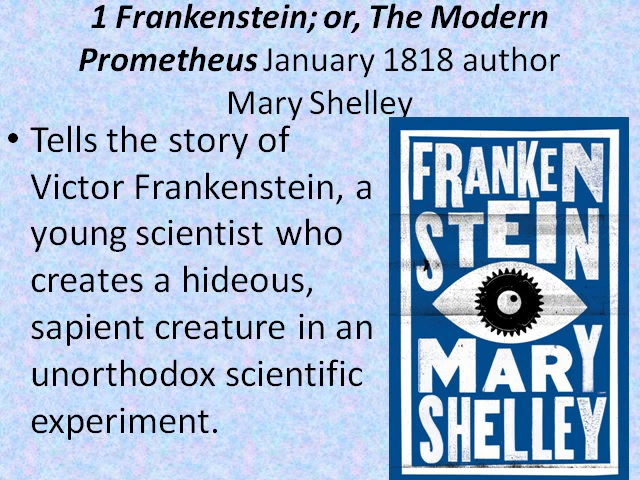 1 Frankenstein; or, The Modern
Prometheus January 1818 author
Mary Shelley
• Tells the story of
Victor Frankenstein, a
young scientist who
creates a hideous,
sapient creature in an
unorthodox scientific
experiment.
FRANKEN
STEIN
MARY
SHELLEY